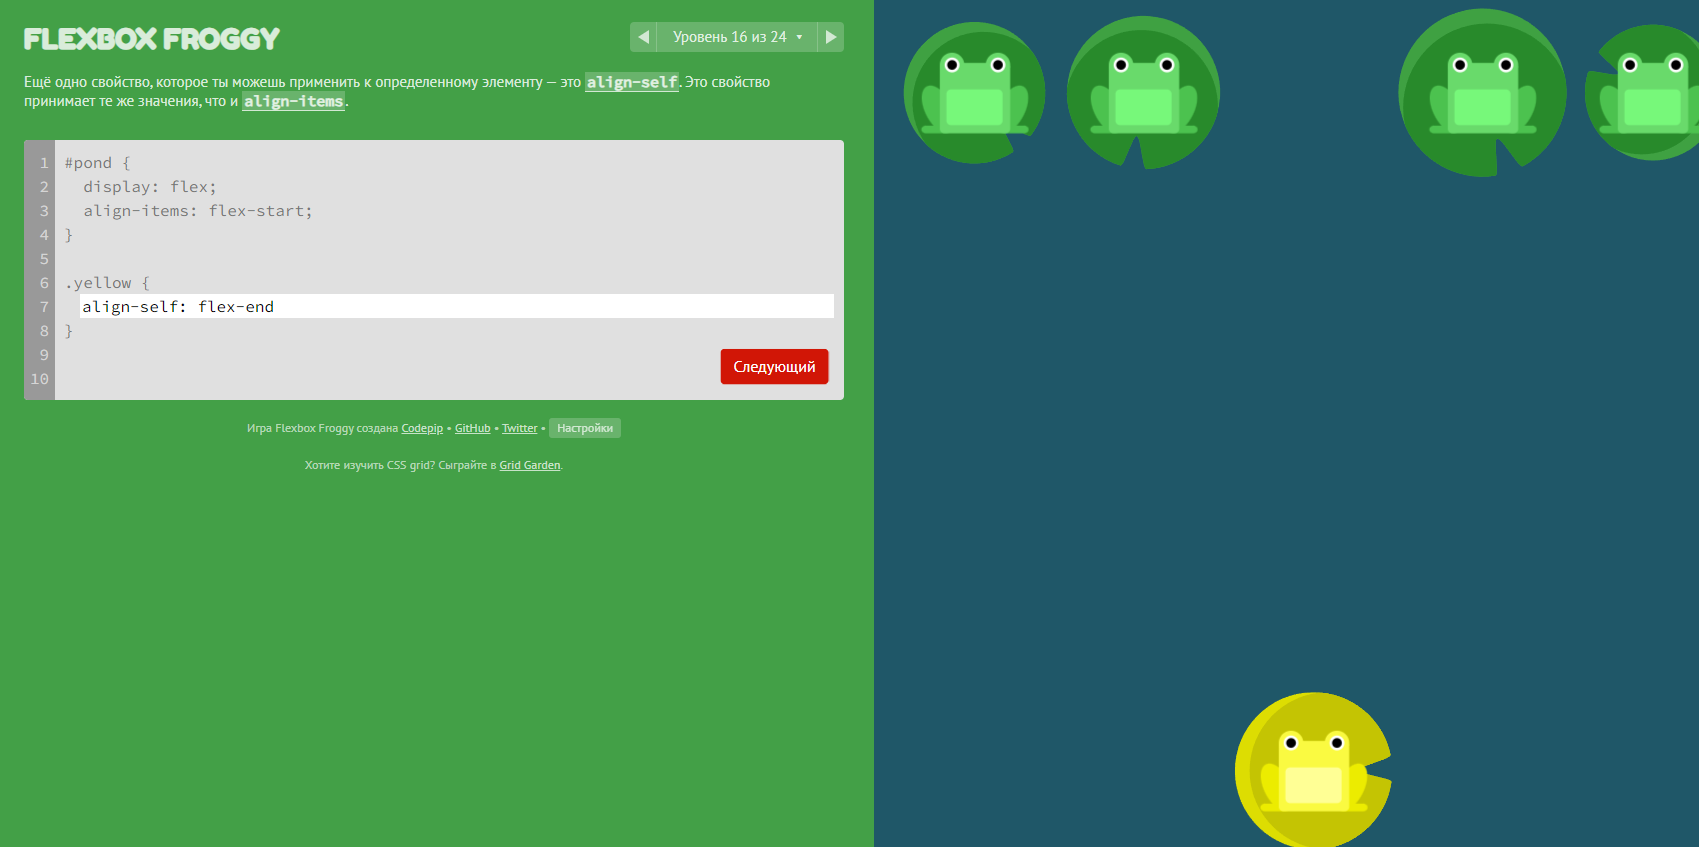 FLEXBOX FROGGY
Уровень 16 из 24
Ещё одно свойство, которое ты можешь применить к определенному элементу — это align-self. Это свойство
принимает те же значения, что и align-items.
1 #pond {
2 display: flex;
3 align-items: flex-start;
4 }
5
6 .yellow {
7 align-self: flex-end
8 }
9
10
Следующий
Игра Flexbox Froggy создана Codepip • GitHub • Twitter • Настройки
Хотите изучить CSS grid? Сыграйте в Grid Garden.